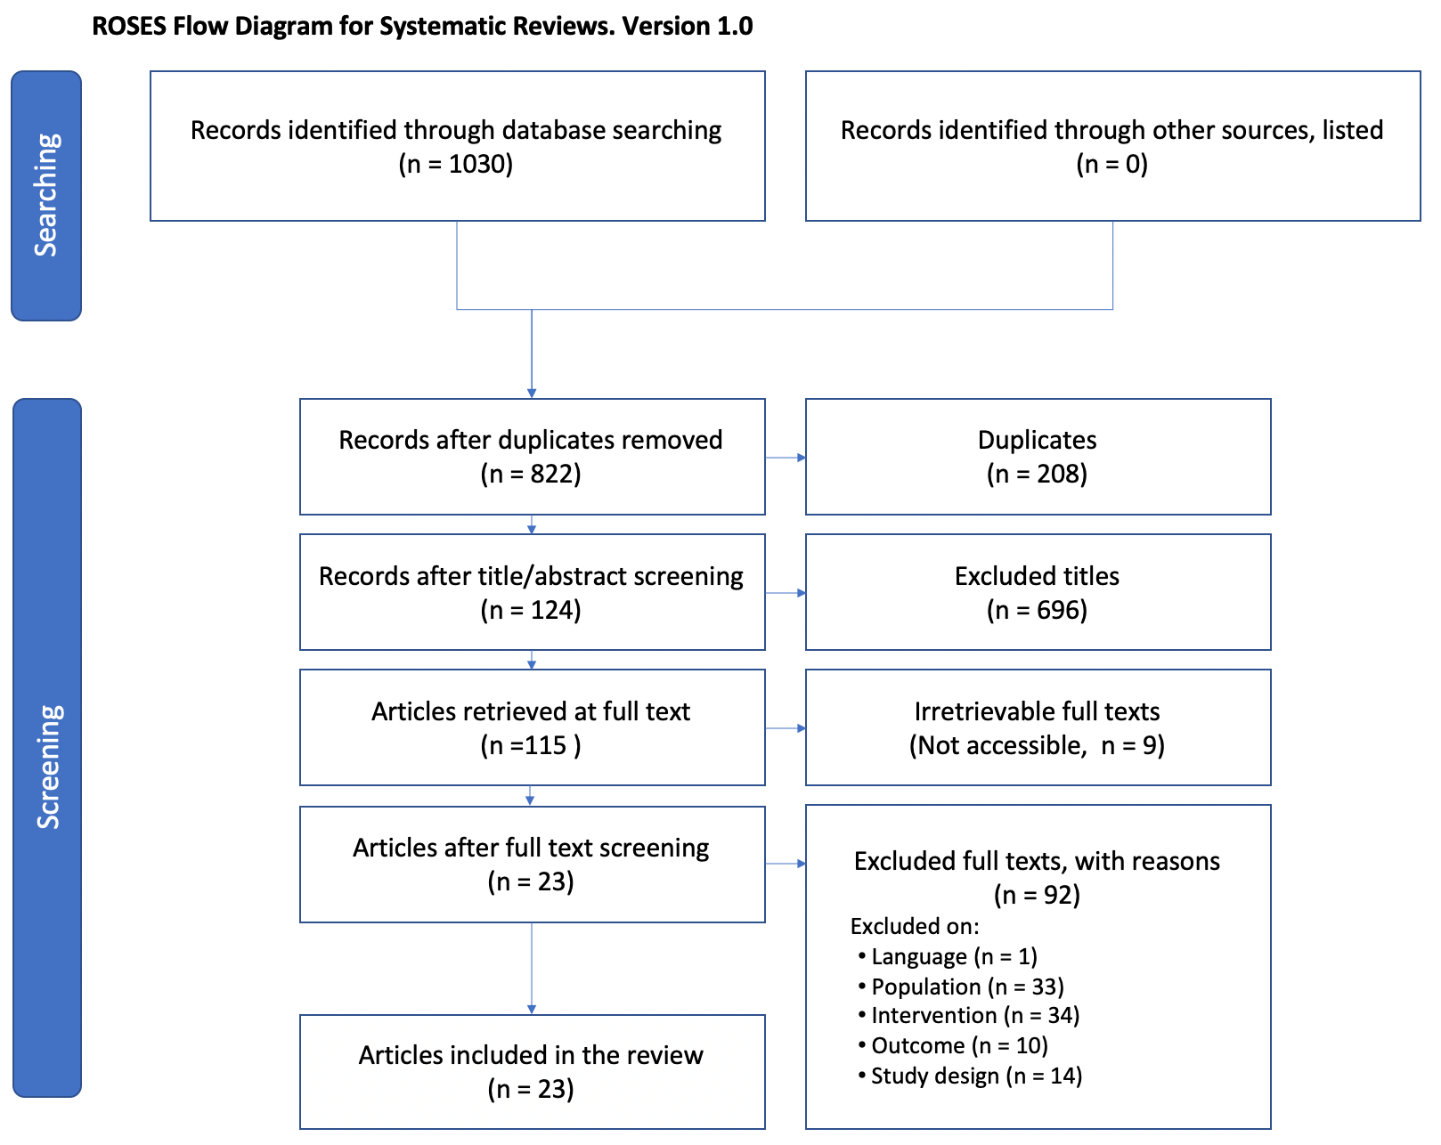 ROSES Flow Diagram for Systematic Reviews. Version 1.0
Searching
Records identified through database searching
(n = 1030)
Records identified through other sources, listed
(n = 0)
Screening
Records after duplicates removed
(n = 822)
Duplicates
(n = 208)
Records after title/abstract screening
(n = 124)
Excluded titles
(n = 696)
Articles retrieved at full text
(n =115 )
Irretrievable full texts
(Not accessible,  n = 9)
Articles after full text screening
(n = 23)
Excluded full texts, with reasons
(n = 92)
Excluded on:
• Language (n = 1)
• Population (n = 33)
• Intervention (n = 34)
• Outcome (n = 10)
• Study design (n = 14)
Articles included in the review
(n = 23)